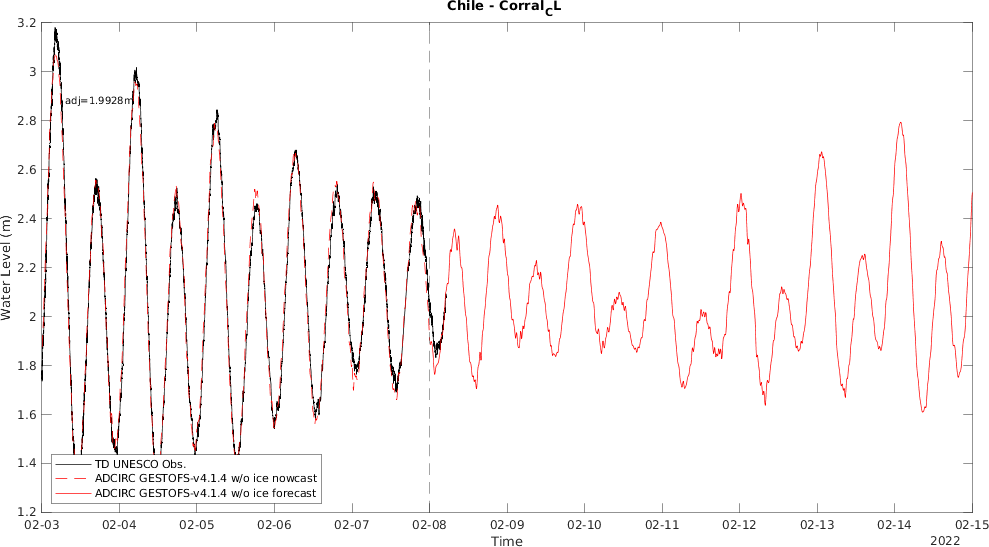 Chile - Corral_CL
3.2
3
2.8
2.6
2.4
2.2
2
1.8
1.6
1.4
1.2
Water Level (m)
adj=1.9928m
TD UNESCO Obs.
ADCIRC GESTOFS-v4.1.4 w/o ice nowcast
ADCIRC GESTOFS-v4.1.4 w/o ice forecast
02-03 02-04 02-05 02-06 02-07 02-08 02-09 02-10 02-11 02-12 02-13 02-14 02-15
Time
2022